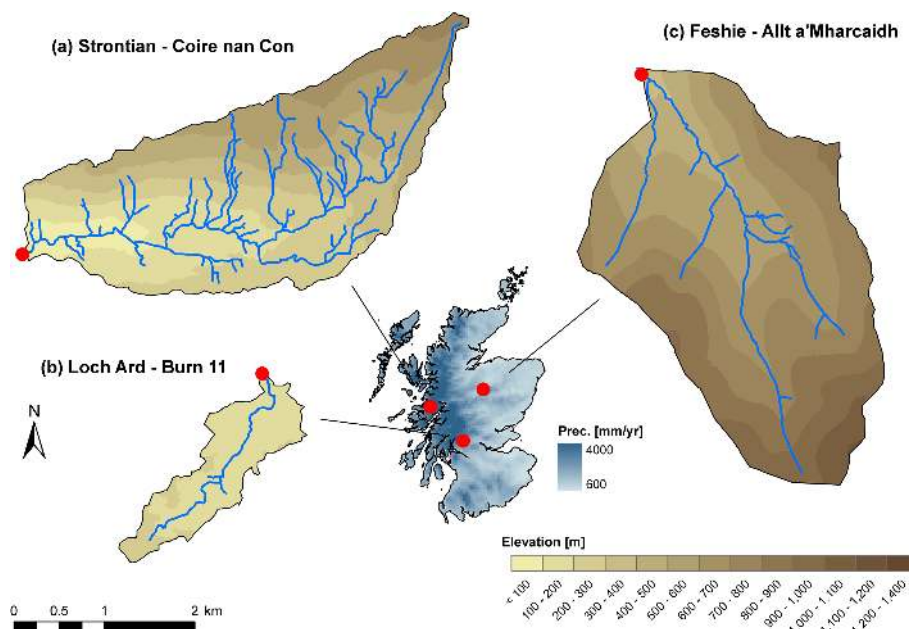 (a) Strontian - Coire nan Con
(c) Feshie - Allt a'Mharcaidh
(b) Loch Ard - Burn 11
N
Prec. [mm/yr]
4000
600
Elevation [m]
< 100
100 - 200
200 - 300
300 - 400
400 - 500
500 - 600
600 - 700
700 - 800
800 - 900
900 - 1,000
1,000 - 1,100
1,100 - 1,200
1,200 - 1,400
0 0.5 1 2 km